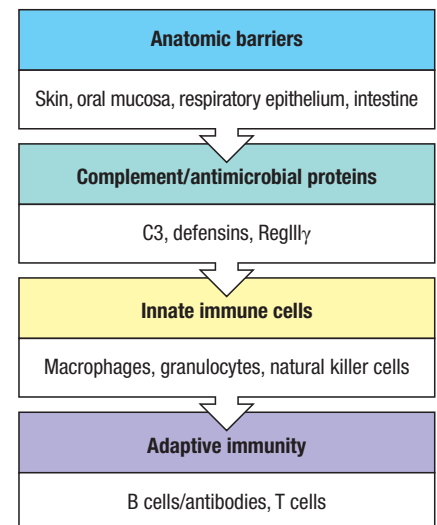 Anatomic barriers
Skin, oral mucosa, respiratory epithelium, intestine
Complement/antimicrobial proteins
C3, defensins, RegIIIγ
Innate immune cells
Macrophages, granulocytes, natural killer cells
Adaptive immunity
B cells/antibodies, T cells